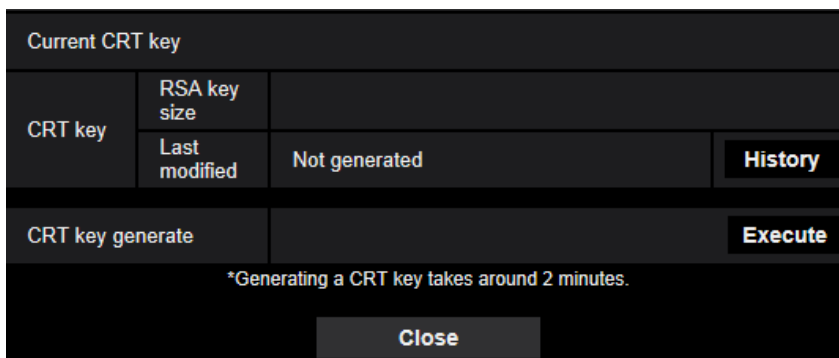 Current CRT key
CRT key
RSA key
size
Last
modified
Not generated
History
CRT key generate
Execute
*Generating a CRT key takes around 2 minutes.
Close